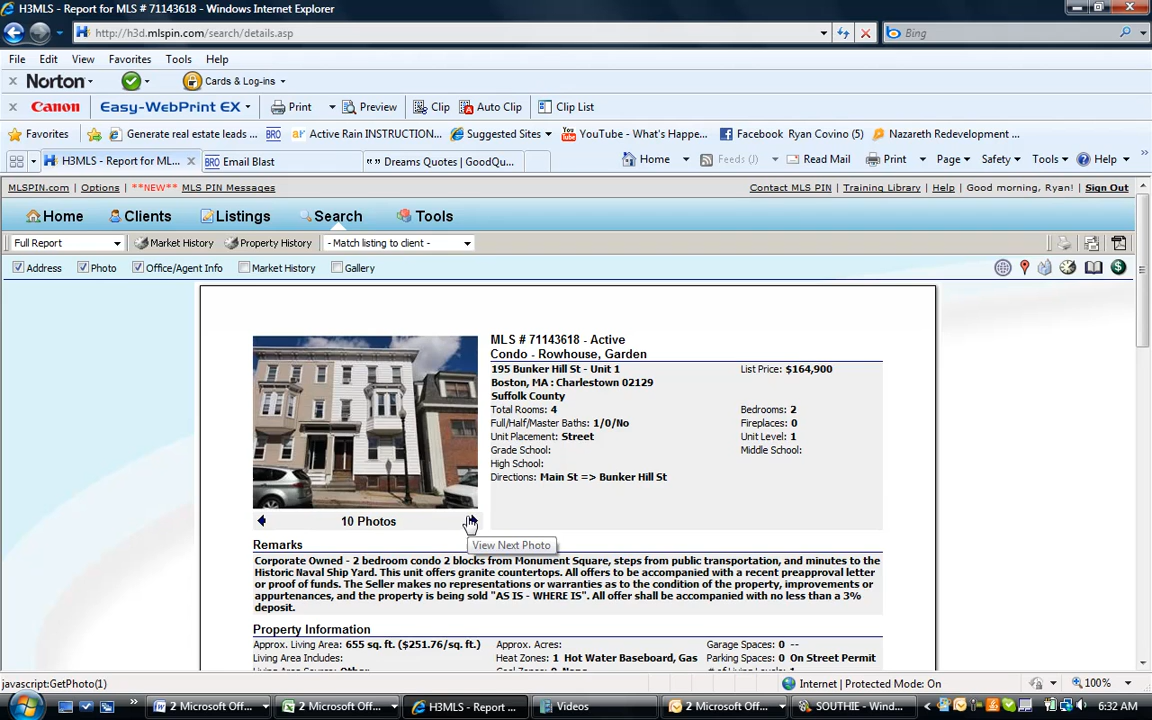 H3MLS - Report for MLS # 71143618 - Windows Internet Explorer
http://h3d.mlspin.com/search/details.asp
Bing
File Edit View Favorites Tools Help
Norton Cards & Log-ins
Canon Easy-WebPrint EX Print Preview Clip Auto Clip Clip List
Favorites Generate real estate leads ... BRO ar Active Rain INSTRUCTION... Suggested Sites YouTube - What's Happe... Facebook Ryan Covino (5) Nazareth Redevelopment ...
H3MLS - Report for ML... BRO Email Blast Dreams Quotes | GoodQu... Home Feeds (J) Read Mail Print Page Safety Tools Help
MLSPIN.com | Options | **NEW** MLS PIN Messages Contact MLS PIN | Training Library | Help | Good morning, Ryan! Sign Out
Home Clients Listings Search Tools
Full Report Market History Property History - Match listing to client -
Address Photo Office/Agent Info Market History Gallery
MLS # 71143618 - Active
Condo - Rowhouse, Garden
195 Bunker Hill St - Unit 1 List Price: $164,900
Boston, MA : Charlestown 02129
Suffolk County
Total Rooms: 4 Bedrooms: 2
Full/Half/Master Baths: 1/0/No Fireplaces: 0
Unit Placement: Street Unit Level: 1
Grade School: Middle School:
High School:
Directions: Main St => Bunker Hill St
10 Photos
View Next Photo
Remarks
Corporate Owned - 2 bedroom condo 2 blocks from Monument Square, steps from public transportation, and minutes to the
Historic Naval Ship Yard. This unit offers granite countertops. All offers to be accompanied with a recent preapproval letter
or proof of funds. The Seller makes no representations or warranties as to the condition of the property, improvements or
appurtenances, and the property is being sold "AS IS - WHERE IS". All offer shall be accompanied with no less than a 3%
deposit.
Property Information
Approx. Living Area: 655 sq. ft. ($251.76/sq. ft.) Approx. Acres: Garage Spaces: 0 --
Living Area Includes: Heat Zones: 1 Hot Water Baseboard, Gas Parking Spaces: 0 On Street Permit
javascript:GetPhoto(1) Internet | Protected Mode: On 100%
2 Microsoft Off... 2 Microsoft Off... H3MLS - Report ... Videos 2 Microsoft Off... SOUTHIE - Wind... 6:32 AM